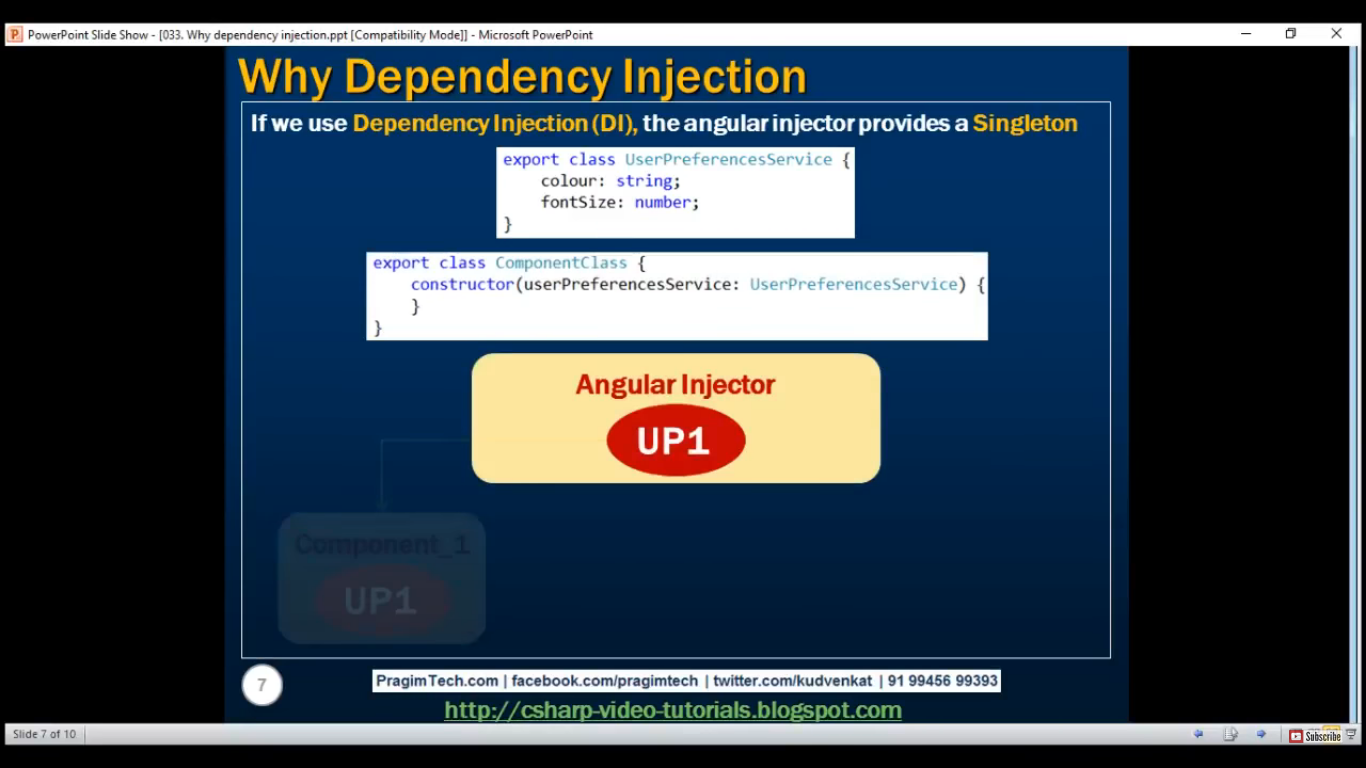 PowerPoint Slide Show - [033. Why dependency injection.ppt [Compatibility Mode]] - Microsoft PowerPoint
Why Dependency Injection
If we use Dependency Injection (DI), the angular injector provides a Singleton
export class UserPreferencesService {
colour: string;
fontSize: number;
}
export class ComponentClass {
constructor(userPreferencesService: UserPreferencesService) {
}
}
Angular Injector
UP1
Component_1
UP1
7
PragimTech.com | facebook.com/pragimtech | twitter.com/kudvenkat | 91 99456 99393
http://csharp-video-tutorials.blogspot.com
Slide 7 of 10
Subscribe